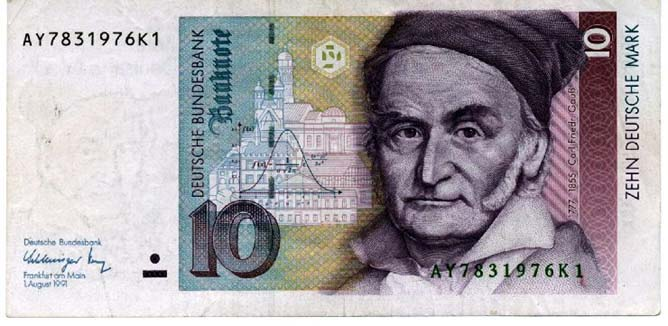 AY7831976K1
DEUTSCHE BUNDESBANK
Banknote
10
Deutsche Bundesbank
Frankfurt am Main
1. August 1991
1777-1855 Carl Friedr. Gauß
10
ZEHN DEUTSCHE MARK
AY7831976K1